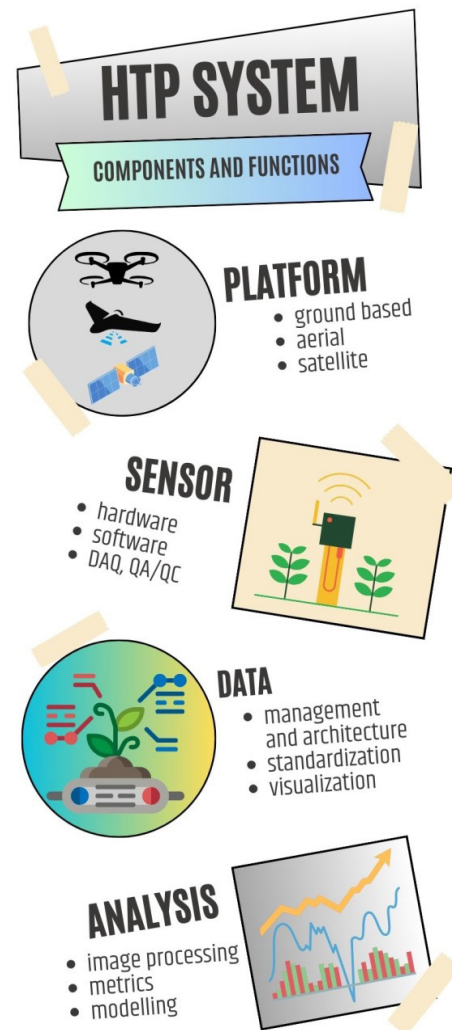 HTP SYSTEM
COMPONENTS AND FUNCTIONS
PLATFORM
• ground based
• aerial
• satellite
SENSOR
• hardware
• software
• DAQ, QA/QC
DATA
• management
and architecture
• standardization
• visualization
ANALYSIS
• image processing
• metrics
• modelling